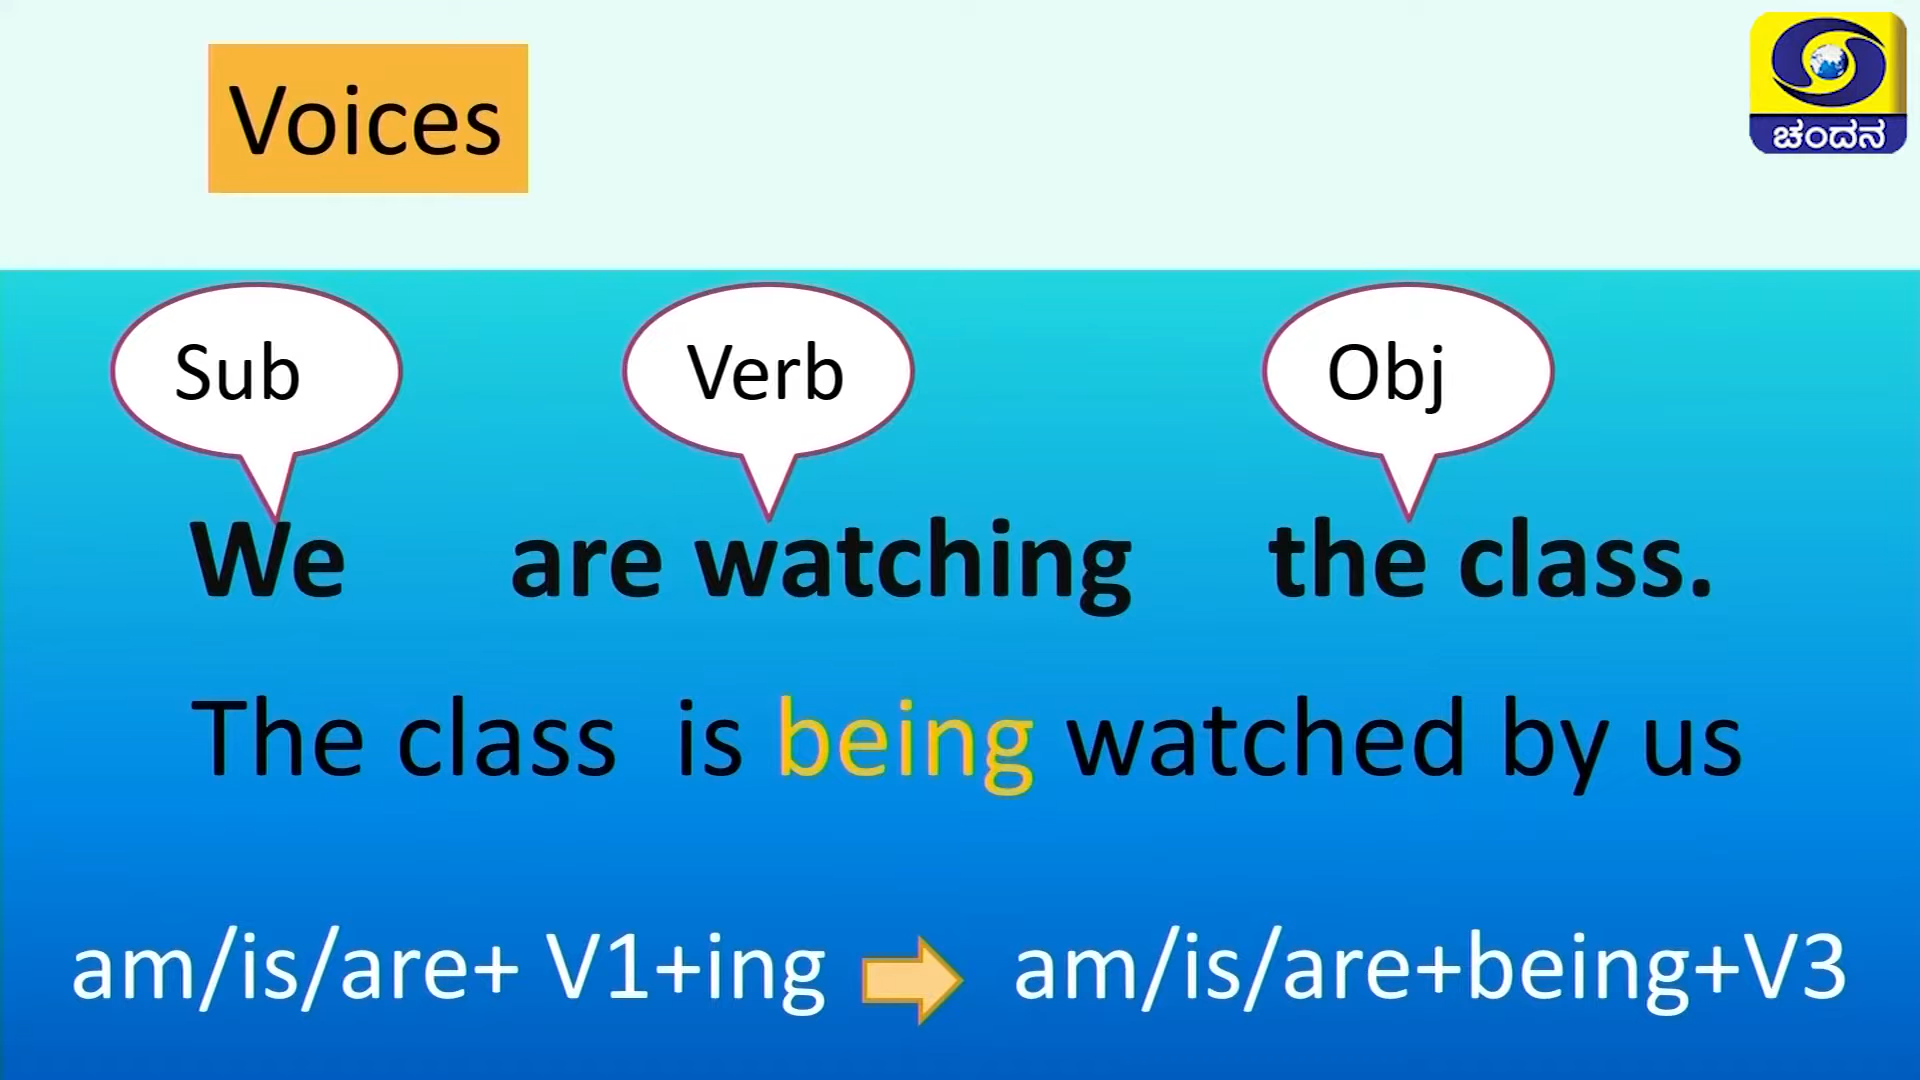 Voices
ಚಂದನ
Sub Verb Obj
We are watching the class.
The class is being watched by us
am/is/are+ V1+ing am/is/are+being+V3